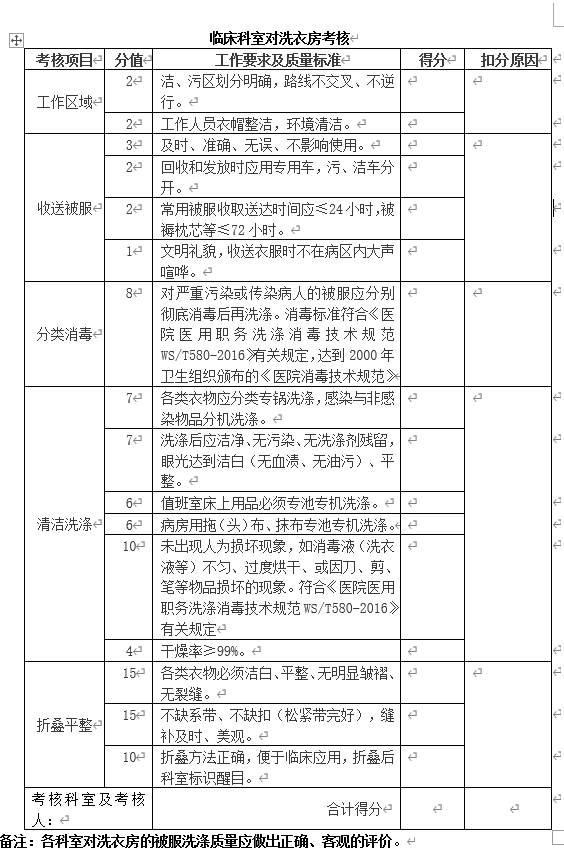 临床科室对洗衣房考核
考核项目 分值 工作要求及质量标准 得分 扣分原因
工作区域
2 洁、污区划分明确，路线不交叉、不逆
行。
2 工作人员衣帽整洁，环境清洁。
收送被服
3 及时、准确、无误、不影响使用。
2 回收和发放时应用专用车，污、洁车分
开。
2 常用被服收取送达时间应≤24小时，被
褥枕芯等≤72小时。
1 文明礼貌，收送衣服时不在病区内大声
喧哗。
分类消毒
8 对严重污染或传染病人的被服应分别
彻底消毒后再洗涤。消毒标准符合《医
院医用职务洗涤消毒技术规范
WS/T580-2016》有关规定，达到2000年
卫生组织颁布的《医院消毒技术规范》
清洁洗涤
7 各类衣物应分类专锅洗涤，感染与非感
染物品分机洗涤。
7 洗涤后应洁净、无污染、无洗涤剂残留，
眼光达到洁白（无血渍、无油污）、平
整。
6 值班室床上用品必须专池专机洗涤。
6 病房用拖（头）布、抹布专池专机洗涤。
10 未出现人为损坏现象，如消毒液（洗衣
液等）不匀、过度烘干、或因刀、剪、
笔等物品损坏的现象。符合《医院医用
职务洗涤消毒技术规范WS/T580-2016》
有关规定
4 干燥率≥99%。
折叠平整
15 各类衣物必须洁白、平整、无明显皱褶、
无裂缝。
15 不缺系带、不缺扣（松紧带完好），缝
补及时、美观。
10 折叠方法正确，便于临床应用，折叠后
科室标识醒目。
考核科室及考核
人：
合计得分
备注：各科室对洗衣房的被服洗涤质量应做出正确、客观的评价。